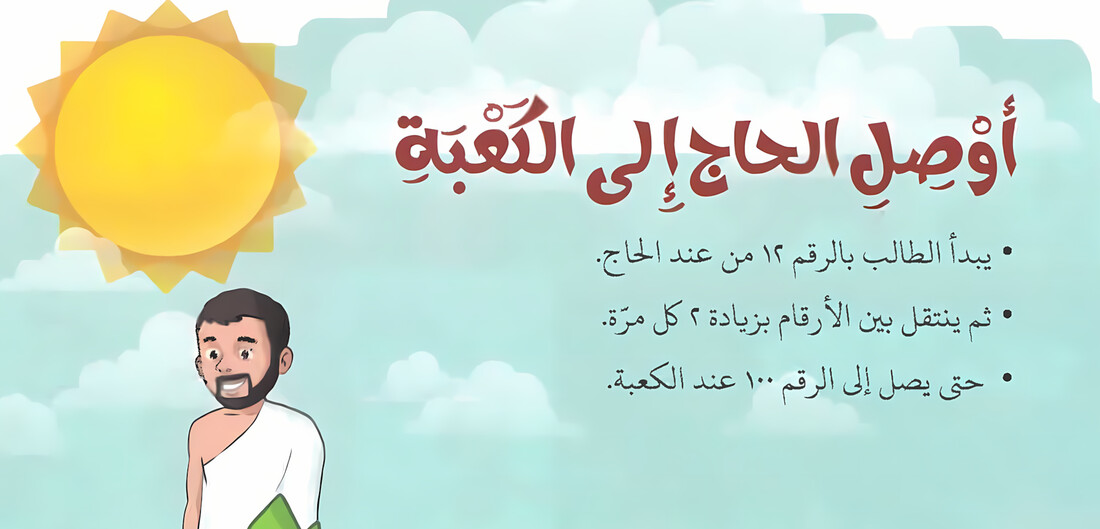 أَوْصِلِ الحاج إِلى الكَعْبَةِ
• يبدأ الطالب بالرقم ١٢ من عند الحاج.
• ثم ينتقل بين الأرقام بزيادة ٢ كل مرّة.
• حتى يصل إلى الرقم ١٠٠ عند الكعبة.